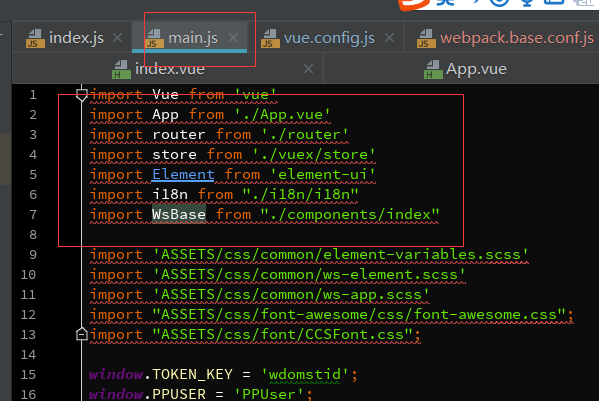 index.js main.js vue.config.js webpack.base.conf.js
index.vue App.vue
1 import Vue from 'vue'
2 import App from './App.vue'
3 import router from './router'
4 import store from './vuex/store'
5 import Element from 'element-ui'
6 import i18n from "./i18n/i18n"
7 import WsBase from "./components/index"
8
9 import 'ASSETS/css/common/element-variables.scss'
10 import 'ASSETS/css/common/ws-element.scss'
11 import 'ASSETS/css/common/ws-app.scss'
12 import "ASSETS/css/font-awesome/css/font-awesome.css";
13 import "ASSETS/css/font/CCSFont.css";
14
15 window.TOKEN_KEY = 'wdomstid';
16 window.PPUSER = 'PPUser';